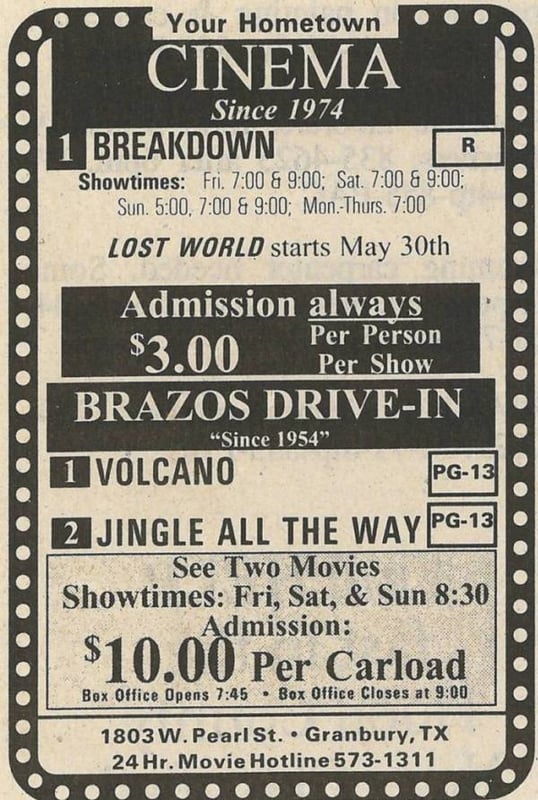 Your Hometown
CINEMA
Since 1974
1 BREAKDOWN R
Showtimes: Fri. 7:00 & 9:00; Sat. 7:00 & 9:00;
Sun. 5:00, 7:00 & 9:00; Mon.-Thurs. 7:00
LOST WORLD starts May 30th
Admission always
$3.00 Per Person
Per Show
BRAZOS DRIVE-IN
"Since 1954"
1 VOLCANO PG-13
2 JINGLE ALL THE WAY PG-13
See Two Movies
Showtimes: Fri, Sat, & Sun 8:30
Admission:
$10.00 Per Carload
Box Office Opens 7:45 • Box Office Closes at 9:00
1803 W. Pearl St. • Granbury, TX
24 Hr. Movie Hotline 573-1311